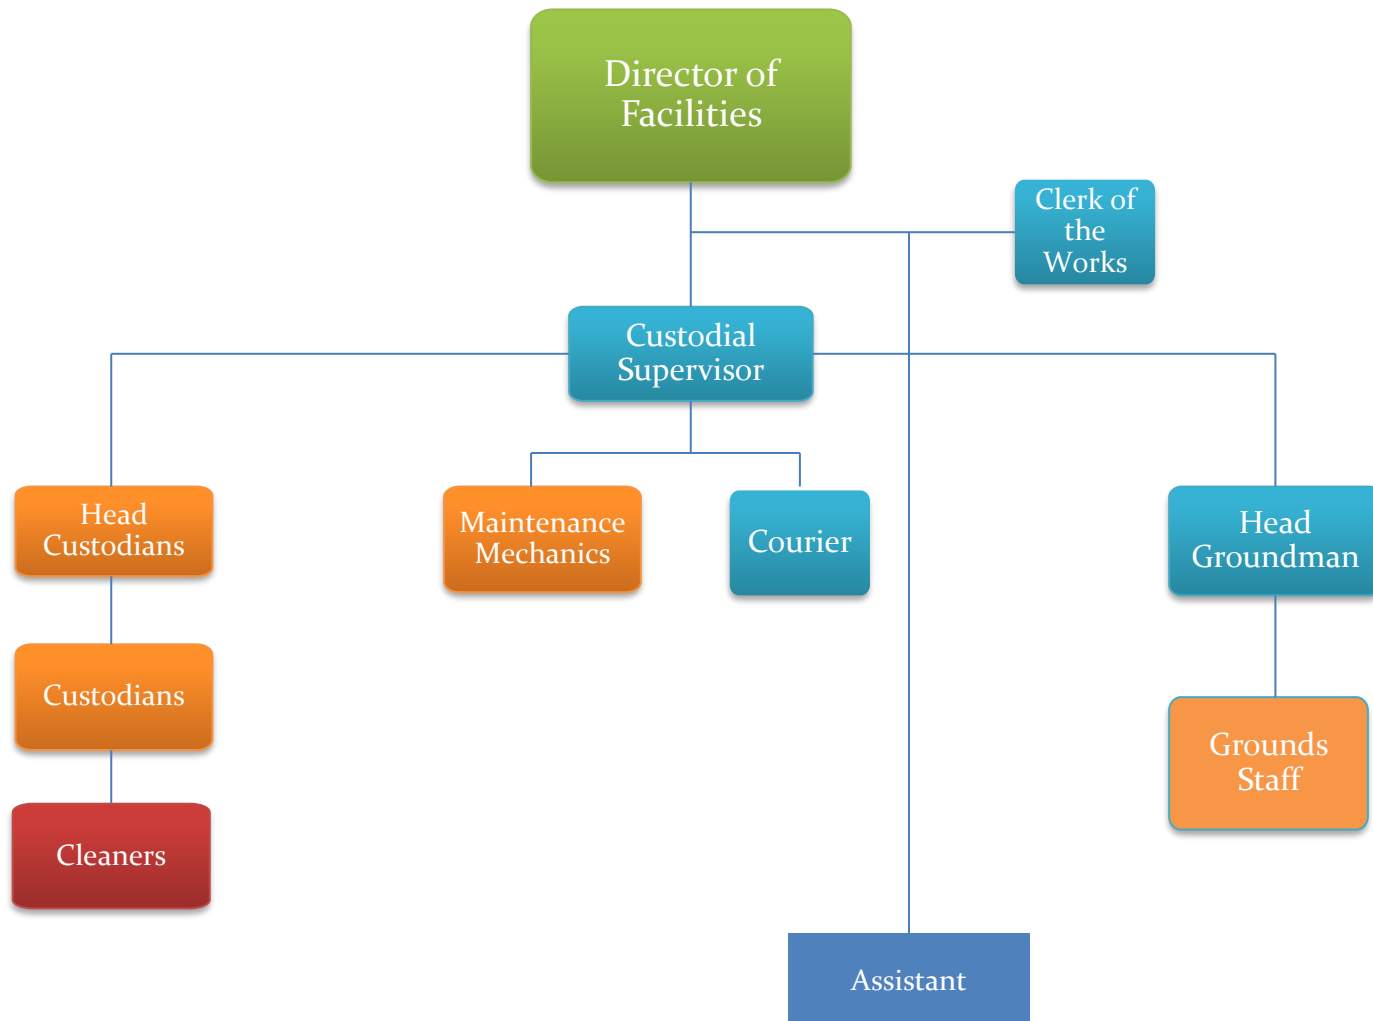 Director of
Facilities
Clerk of
the
Works
Custodial
Supervisor
Head
Custodians
Maintenance
Mechanics
Courier
Head
Groundman
Custodians
Grounds
Staff
Cleaners
Assistant